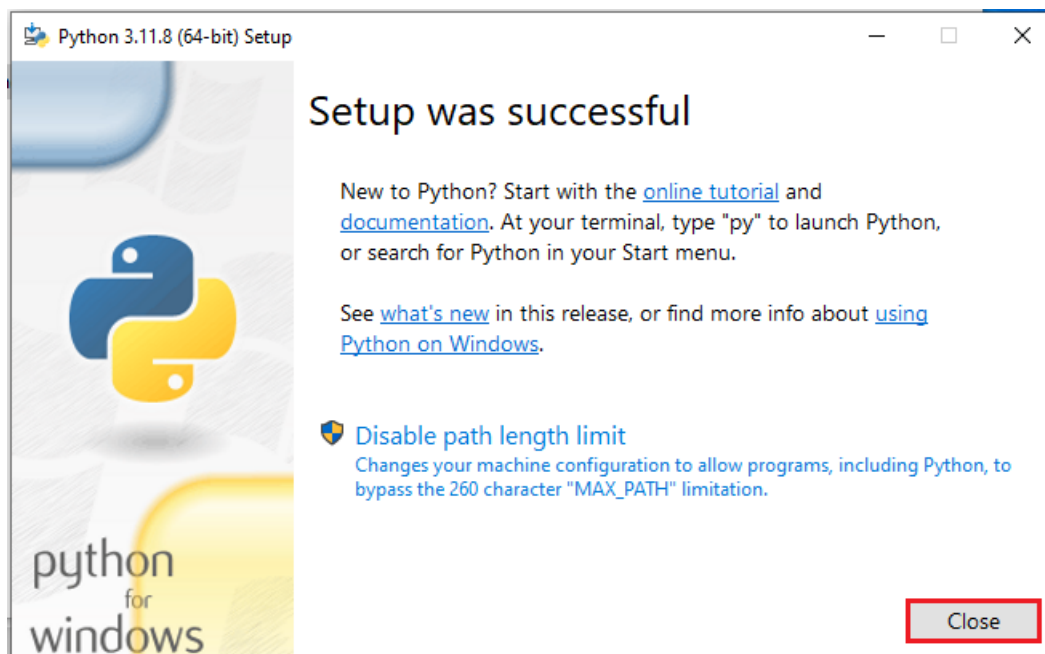 Python 3.11.8 (64-bit) Setup
Setup was successful
New to Python? Start with the online tutorial and
documentation. At your terminal, type "py" to launch Python,
or search for Python in your Start menu.
See what's new in this release, or find more info about using
Python on Windows.
Disable path length limit
Changes your machine configuration to allow programs, including Python, to
bypass the 260 character "MAX_PATH" limitation.
python
for
windows
Close